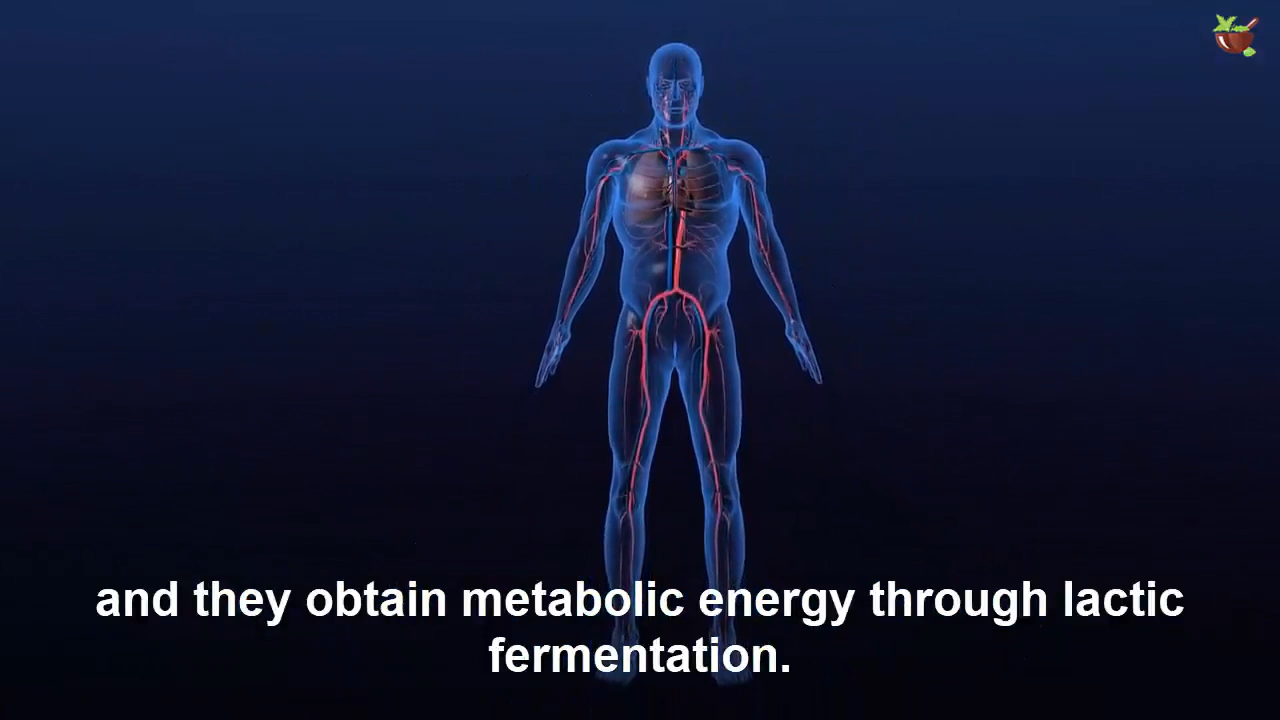 and they obtain metabolic energy through lactic
fermentation.